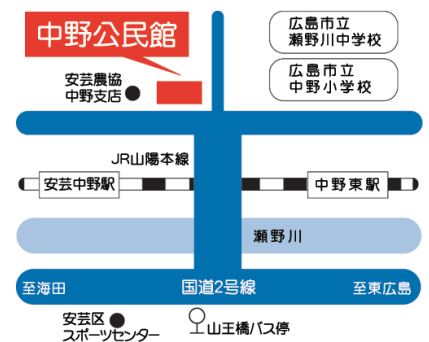 中野公民館
広島市立
瀬野川中学校
広島市立
中野小学校
安芸農協
中野支店
JR山陽本線
安芸中野駅
中野東駅
瀬野川
至海田
国道2号線
至東広島
安芸区
スポーツセンター
山王橋バス停